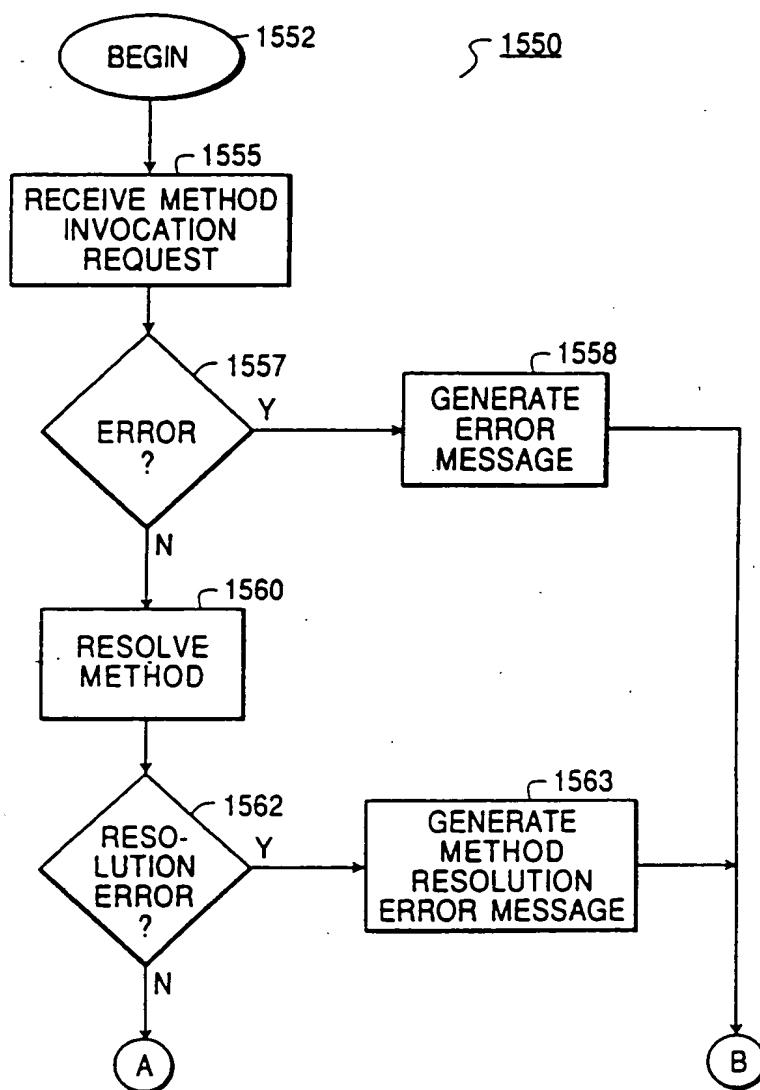 1552
BEGIN
1550
1555
RECEIVE METHOD
INVOCATION
REQUEST
1557
ERROR
?
Y
N
1558
GENERATE
ERROR
MESSAGE
1560
RESOLVE
METHOD
1562
RESO-
LUTION
ERROR
?
Y
N
1563
GENERATE
METHOD
RESOLUTION
ERROR MESSAGE
A
B